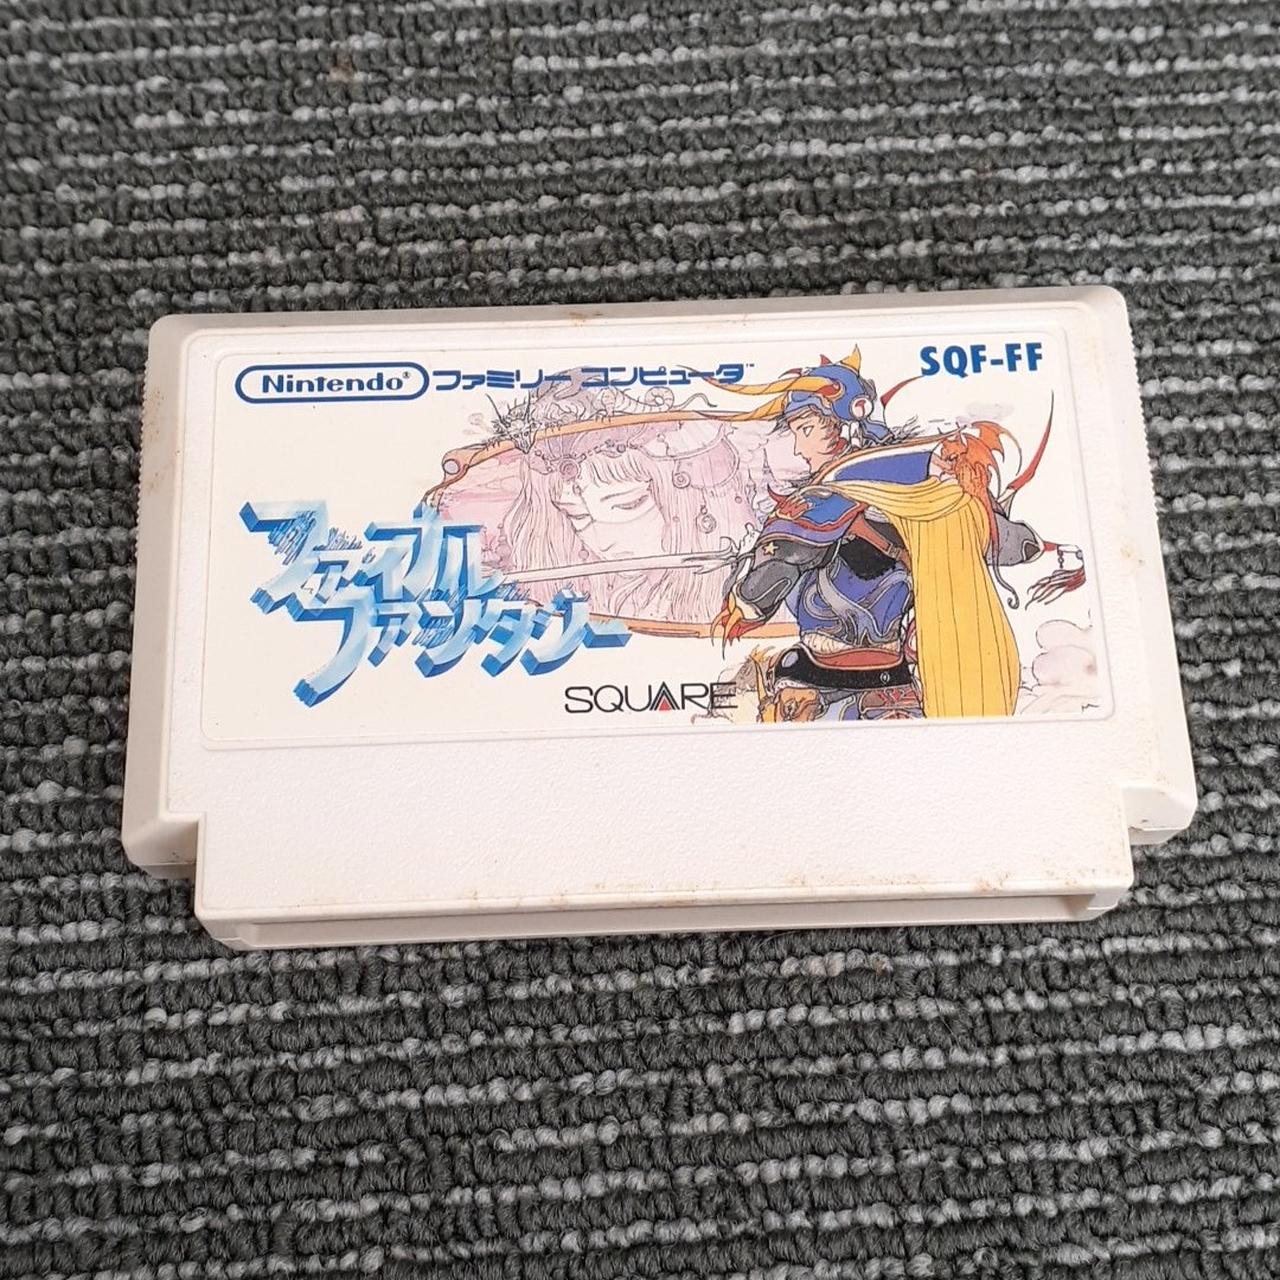 Nintendo® ファミリー コンピュータ™
SQF-FF
ファイナル
ファンタジー
SQUARE